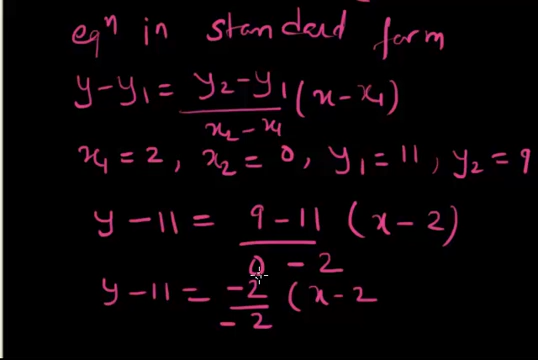 eqⁿ in standard form
y-y₁ = y₂-y₁/x₂-x₁ (x-x₁)
x₁=2, x₂=0, y₁=11, y₂=9
y-11 = 9-11/0-2 (x-2)
y-11 = -2/-2 (x-2